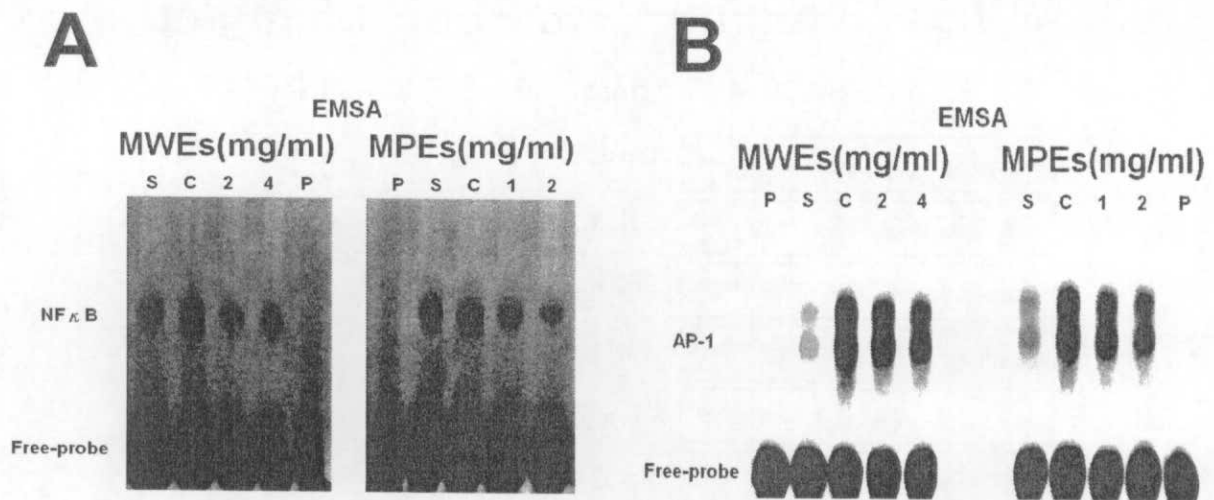 A
EMSA
MWEs(mg/ml) MPEs(mg/ml)
S C 2 4 P P S C 1 2
NFκB
Free-probe
B
EMSA
MWEs(mg/ml) MPEs(mg/ml)
P S C 2 4 S C 1 2 P
AP-1
Free-probe